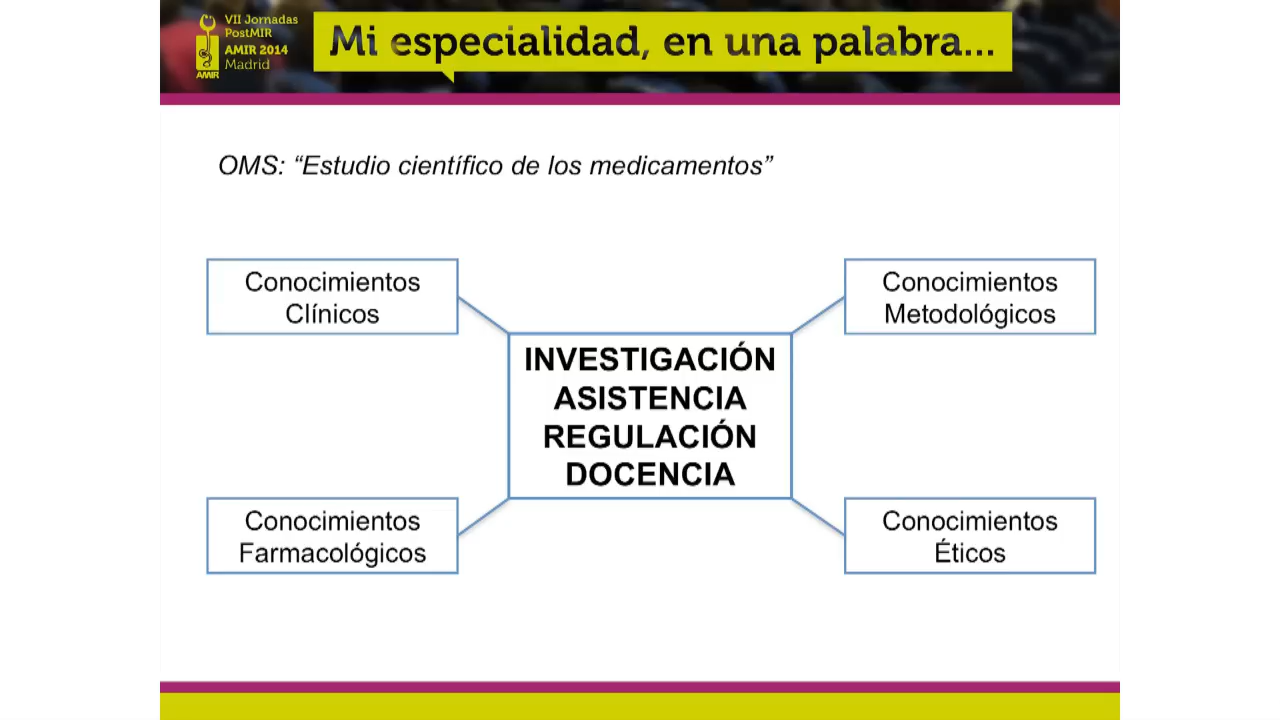 VII Jornadas
PostMIR
AMIR 2014
Madrid
AMIR
Mi especialidad, en una palabra...
OMS: “Estudio científico de los medicamentos”
Conocimientos
Clínicos
Conocimientos
Metodológicos
INVESTIGACIÓN
ASISTENCIA
REGULACIÓN
DOCENCIA
Conocimientos
Farmacológicos
Conocimientos
Éticos